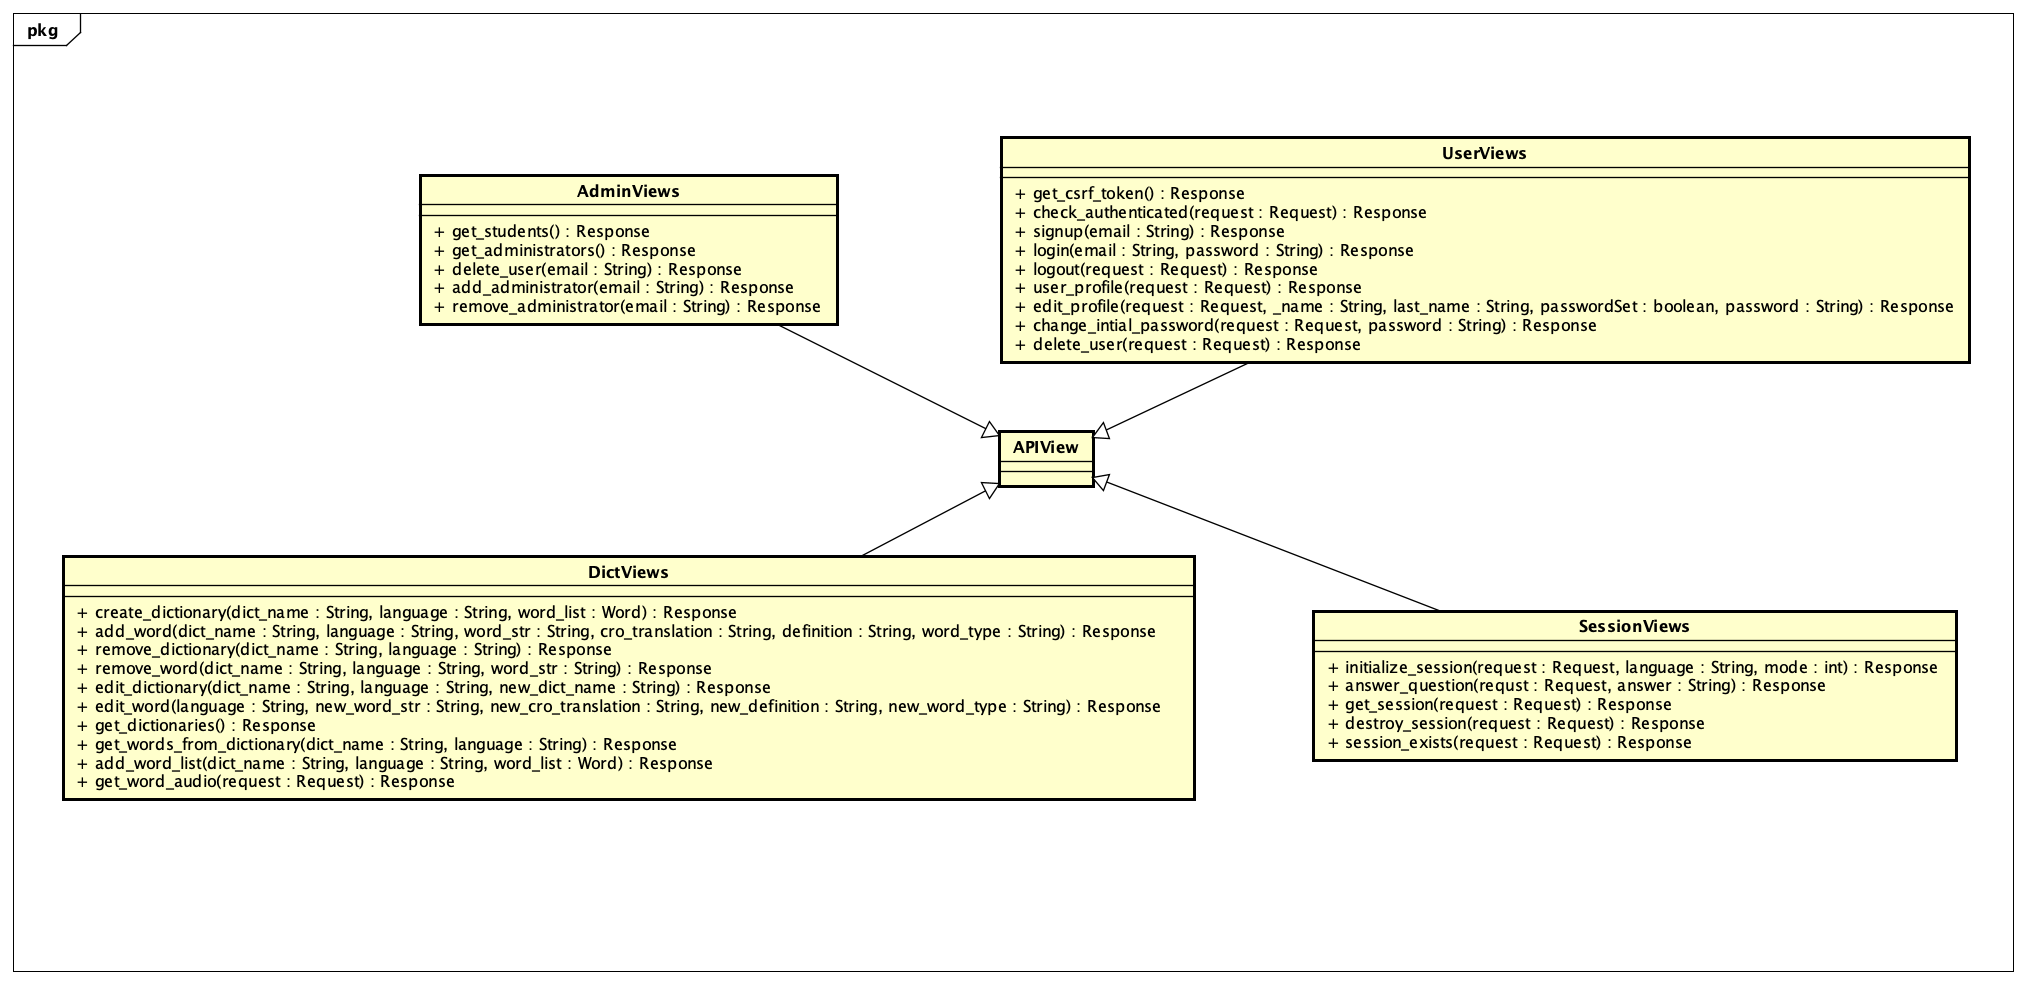 pkg
AdminViews
+ get_students() : Response
+ get_administrators() : Response
+ delete_user(email : String) : Response
+ add_administrator(email : String) : Response
+ remove_administrator(email : String) : Response
UserViews
+ get_csrf_token() : Response
+ check_authenticated(request : Request) : Response
+ signup(email : String) : Response
+ login(email : String, password : String) : Response
+ logout(request : Request) : Response
+ user_profile(request : Request) : Response
+ edit_profile(request : Request, _name : String, last_name : String, passwordSet : boolean, password : String) : Response
+ change_intial_password(request : Request, password : String) : Response
+ delete_user(request : Request) : Response
APIView
DictViews
+ create_dictionary(dict_name : String, language : String, word_list : Word) : Response
+ add_word(dict_name : String, language : String, word_str : String, cro_translation : String, definition : String, word_type : String) : Response
+ remove_dictionary(dict_name : String, language : String) : Response
+ remove_word(dict_name : String, language : String, word_str : String) : Response
+ edit_dictionary(dict_name : String, language : String, new_dict_name : String) : Response
+ edit_word(language : String, new_word_str : String, new_cro_translation : String, new_definition : String, new_word_type : String) : Response
+ get_dictionaries() : Response
+ get_words_from_dictionary(dict_name : String, language : String) : Response
+ add_word_list(dict_name : String, language : String, word_list : Word) : Response
+ get_word_audio(request : Request) : Response
SessionViews
+ initialize_session(request : Request, language : String, mode : int) : Response
+ answer_question(requst : Request, answer : String) : Response
+ get_session(request : Request) : Response
+ destroy_session(request : Request) : Response
+ session_exists(request : Request) : Response